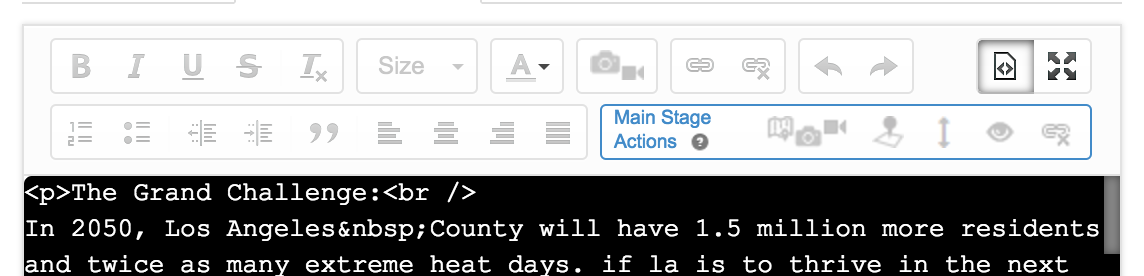 B I U S Tx Size A
Main Stage
Actions ?
<p>The Grand Challenge:<br />
In 2050, Los Angeles&nbsp;County will have 1.5 million more residents
and twice as many extreme heat days. if la is to thrive in the next